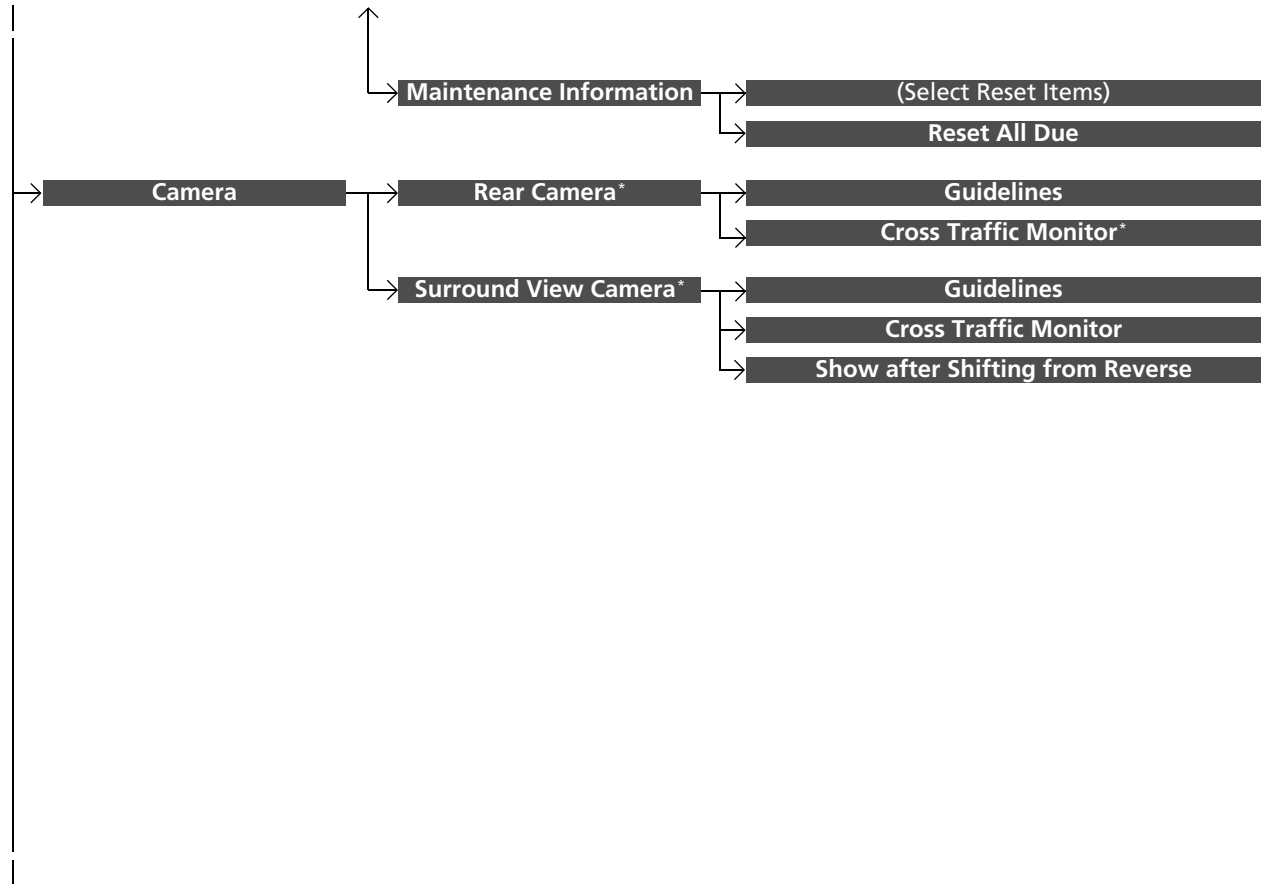 Maintenance Information
(Select Reset Items)
Reset All Due
Camera
Rear Camera*
Guidelines
Cross Traffic Monitor*
Surround View Camera*
Guidelines
Cross Traffic Monitor
Show after Shifting from Reverse